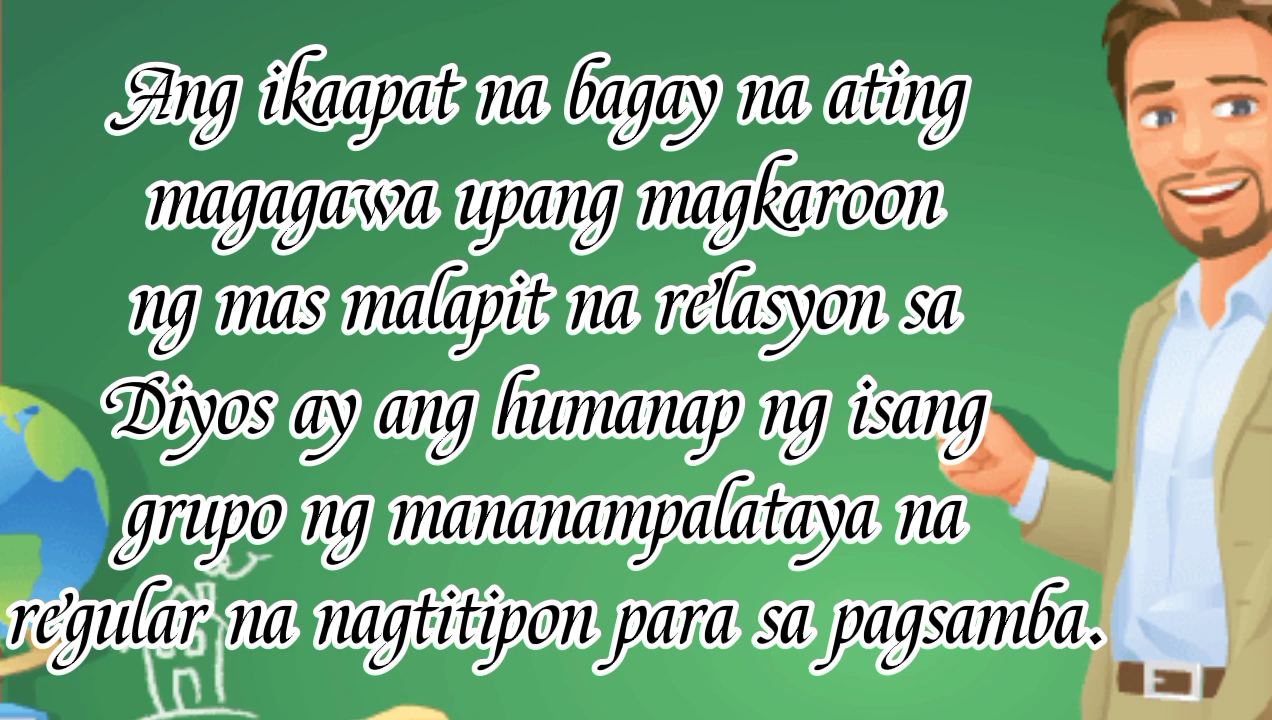 Ang ikaapat na bagay na ating
magagawa upang magkaroon
ng mas malapit na relasyon sa
Diyos ay ang humanap ng isang
grupo ng mananampalataya na
regular na nagtitipon para sa pagsamba.